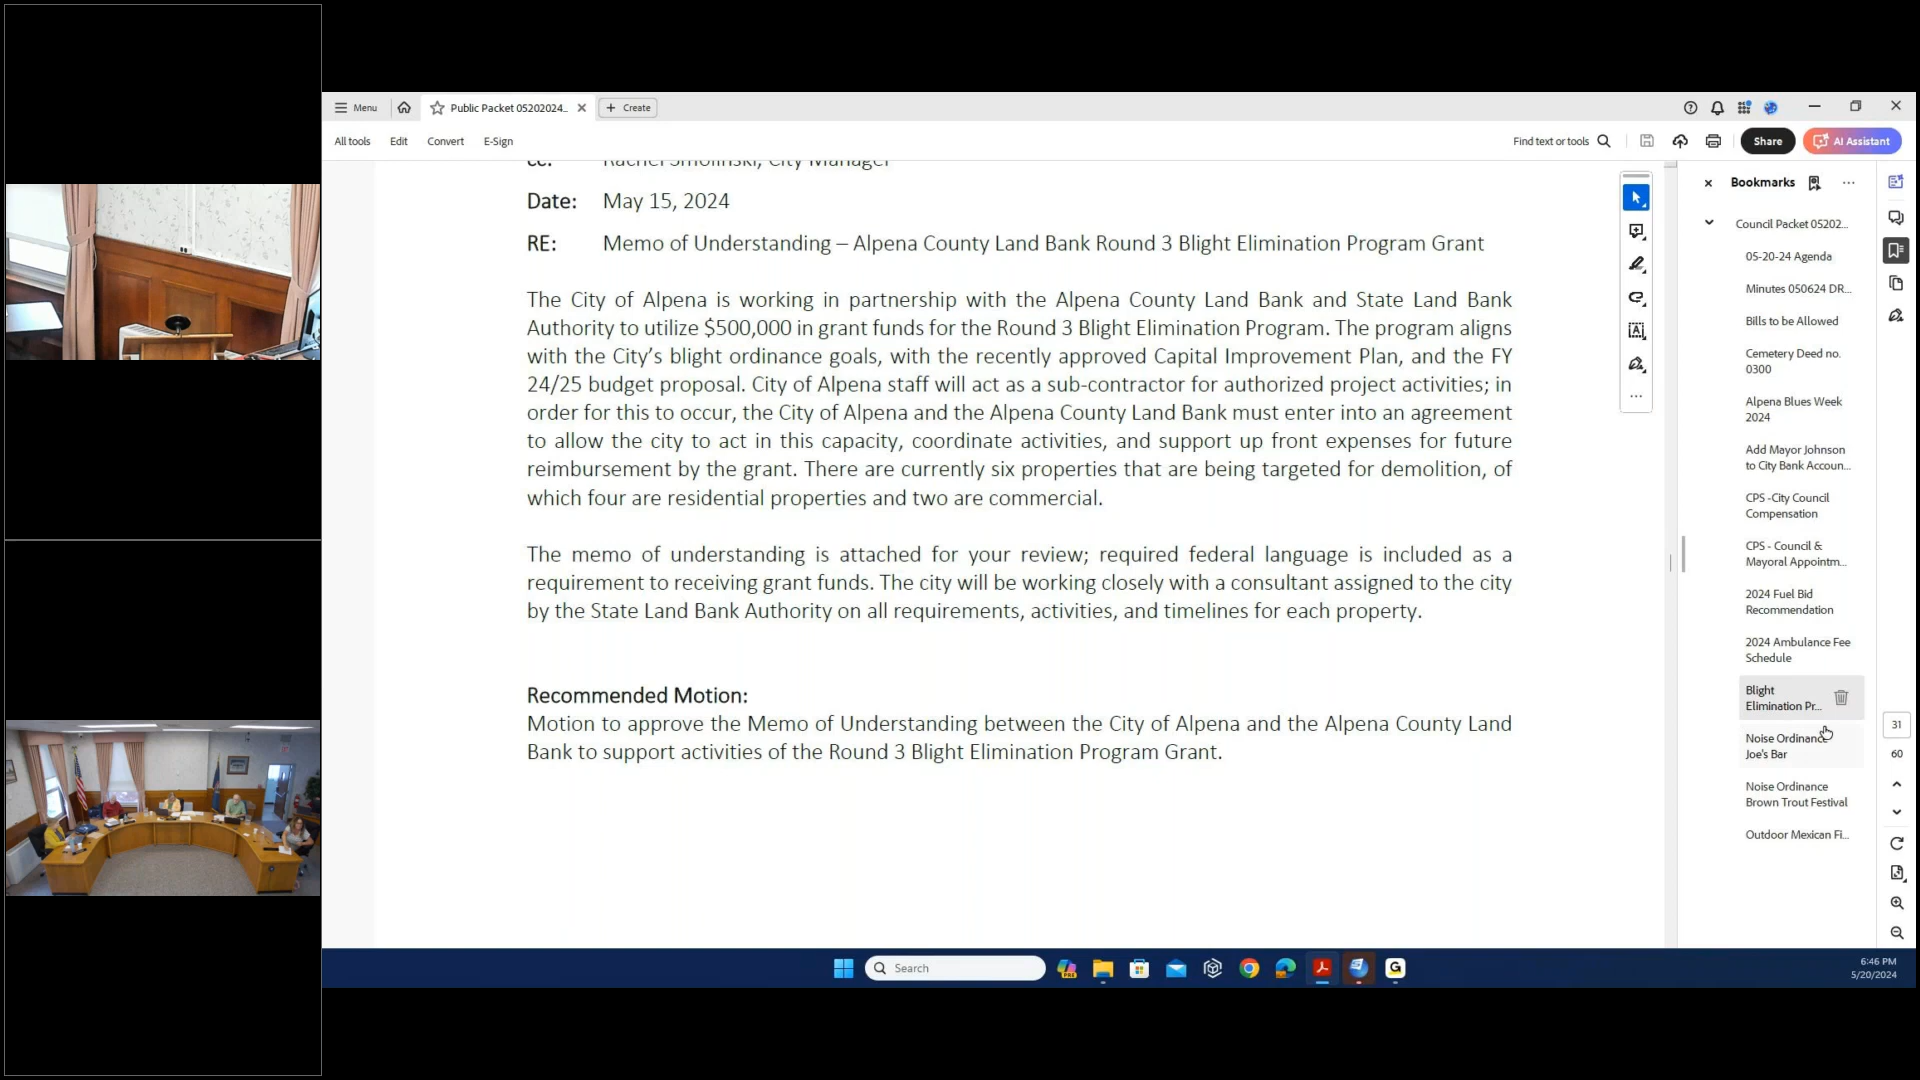 Menu
Public Packet 05202024...
Create
All tools
Edit
Convert
E-Sign
Find text or tools
Share
AI Assistant
cc: Rachel Smolinski, City Manager
Date: May 15, 2024
RE: Memo of Understanding – Alpena County Land Bank Round 3 Blight Elimination Program Grant
The City of Alpena is working in partnership with the Alpena County Land Bank and State Land Bank
Authority to utilize $500,000 in grant funds for the Round 3 Blight Elimination Program. The program aligns
with the City's blight ordinance goals, with the recently approved Capital Improvement Plan, and the FY
24/25 budget proposal. City of Alpena staff will act as a sub-contractor for authorized project activities; in
order for this to occur, the City of Alpena and the Alpena County Land Bank must enter into an agreement
to allow the city to act in this capacity, coordinate activities, and support up front expenses for future
reimbursement by the grant. There are currently six properties that are being targeted for demolition, of
which four are residential properties and two are commercial.
The memo of understanding is attached for your review; required federal language is included as a
requirement to receiving grant funds. The city will be working closely with a consultant assigned to the city
by the State Land Bank Authority on all requirements, activities, and timelines for each property.
Recommended Motion:
Motion to approve the Memo of Understanding between the City of Alpena and the Alpena County Land
Bank to support activities of the Round 3 Blight Elimination Program Grant.
Bookmarks
Council Packet 05202...
05-20-24 Agenda
Minutes 050624 DR...
Bills to be Allowed
Cemetery Deed no.
0300
Alpena Blues Week
2024
Add Mayor Johnson
to City Bank Accoun...
CPS -City Council
Compensation
CPS - Council &
Mayoral Appointm...
2024 Fuel Bid
Recommendation
2024 Ambulance Fee
Schedule
Blight
Elimination Pr...
Noise Ordinance
Joe's Bar
Noise Ordinance
Brown Trout Festival
Outdoor Mexican Fi...
31
60
Search
6:46 PM
5/20/2024